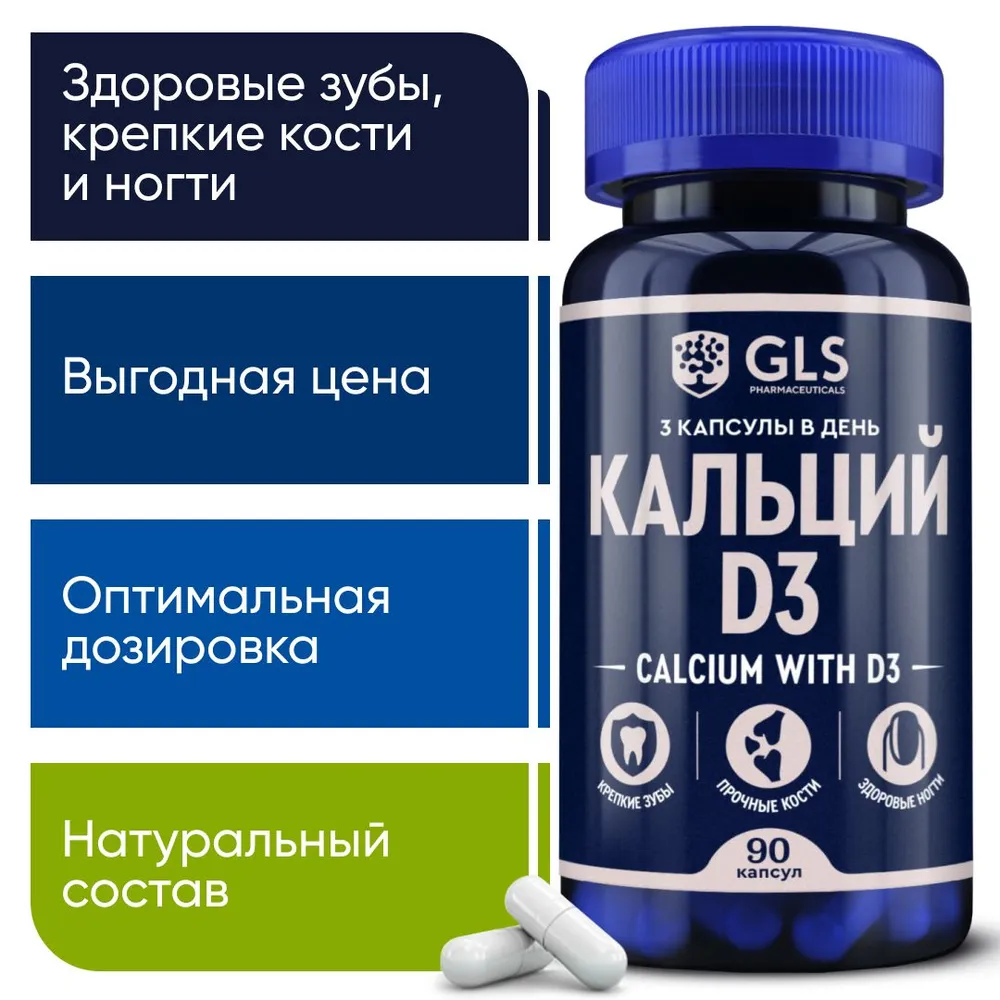 Здоровые зубы,
крепкие кости
и ногти
Выгодная цена
Оптимальная
дозировка
Натуральный
состав
GLS
PHARMACEUTICALS
3 КАПСУЛЫ В ДЕНЬ
КАЛЬЦИЙ
D3
CALCIUM WITH D3
КРЕПКИЕ ЗУБЫ
ПРОЧНЫЕ КОСТИ
ЗДОРОВЫЕ НОГТИ
90
капсул